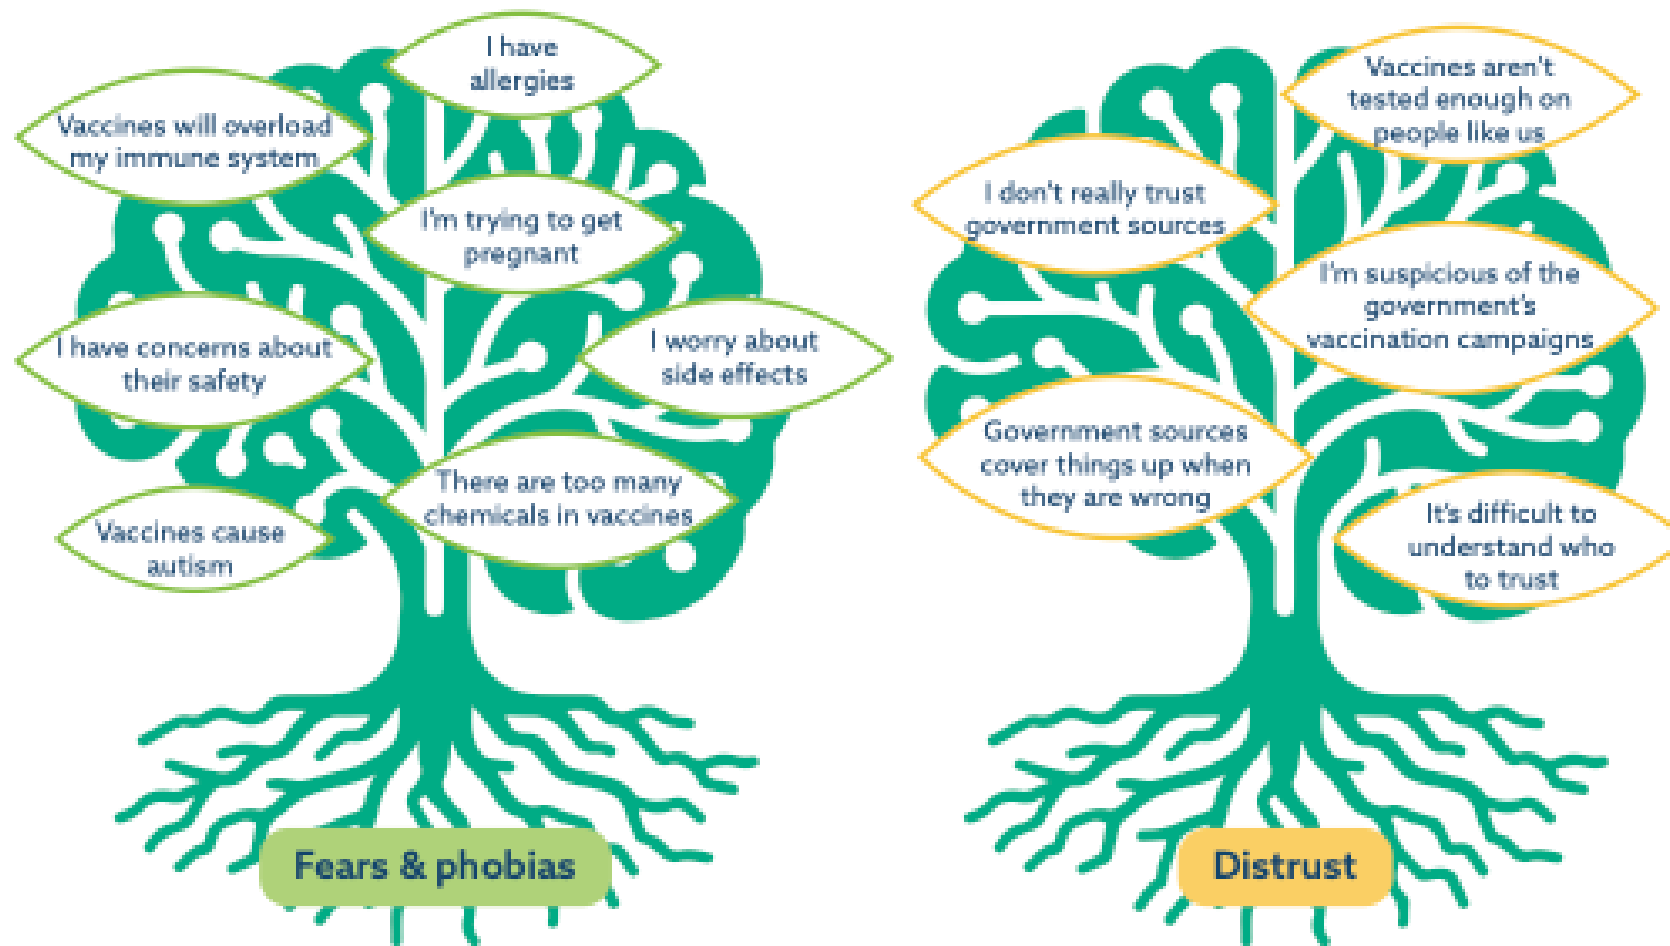 I have
allergies
Vaccines will overload
my immune system
I'm trying to get
pregnant
I have concerns about
their safety
I worry about
side effects
There are too many
chemicals in vaccines
Vaccines cause
autism
Fears & phobias
Vaccines aren't
tested enough on
people like us
I don't really trust
government sources
I'm suspicious of the
government's
vaccination campaigns
Government sources
cover things up when
they are wrong
It's difficult to
understand who
to trust
Distrust